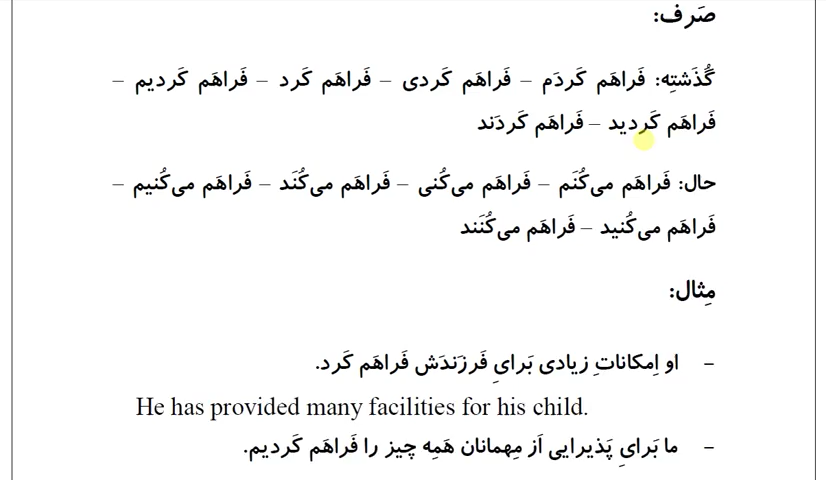 صَرف:
گُذَشتِه: فَراهَم کَردَم – فَراهَم کَردی – فَراهَم کَرد – فَراهَم کَردیم –
فَراهَم کَردید – فَراهَم کَردَند
حال: فَراهَم می‌کُنَم – فَراهَم می‌کُنی – فَراهَم می‌کُنَد – فَراهَم می‌کُنیم –
فَراهَم می‌کُنید – فَراهَم می‌کُنَند
مِثال:
– او اِمکاناتِ زیادی بَرایِ فَرزَندَش فَراهَم کَرد.
He has provided many facilities for his child.
– ما بَرایِ پَذیرایی اَز مِهمانان هَمِه چیز را فَراهَم کَردیم.